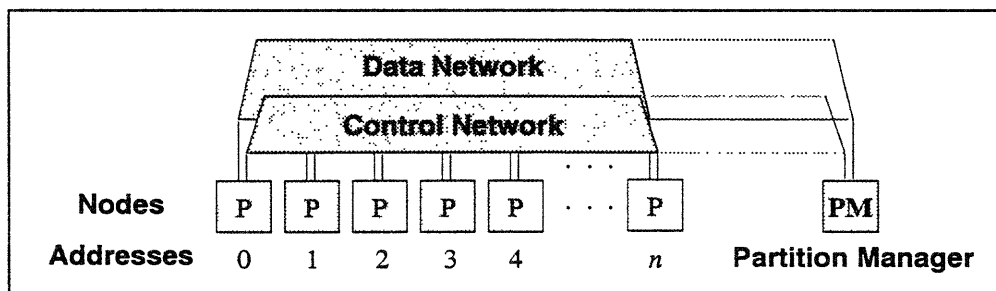 Data Network
Control Network
· · ·
Nodes P P P P P · · · P PM
Addresses 0 1 2 3 4 n Partition Manager